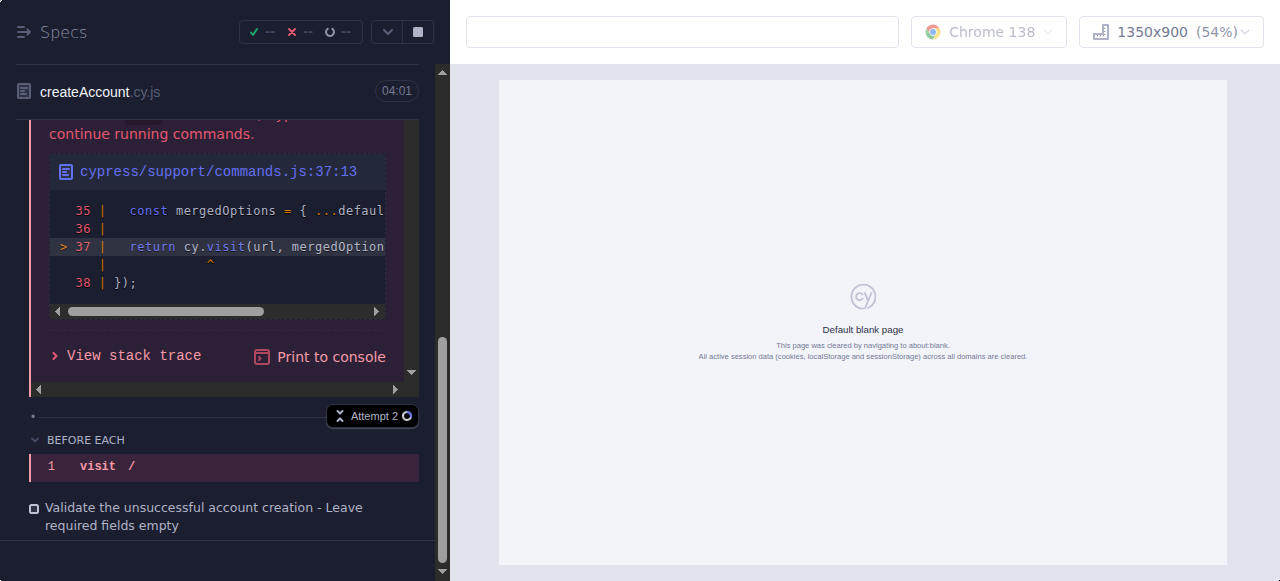 Specs
--
--
--
createAccount.cy.js
04:01
continue running commands.
cypress/support/commands.js:37:13
35 | const mergedOptions = { ...defaul
36 |
> 37 | return cy.visit(url, mergedOption
| ^
38 | });
View stack trace
Print to console
Attempt 2
BEFORE EACH
1 visit /
Validate the unsuccessful account creation - Leave
required fields empty
Chrome 138
1350x900 (54%)
cy
Default blank page
This page was cleared by navigating to about:blank.
All active session data (cookies, localStorage and sessionStorage) across all domains are cleared.